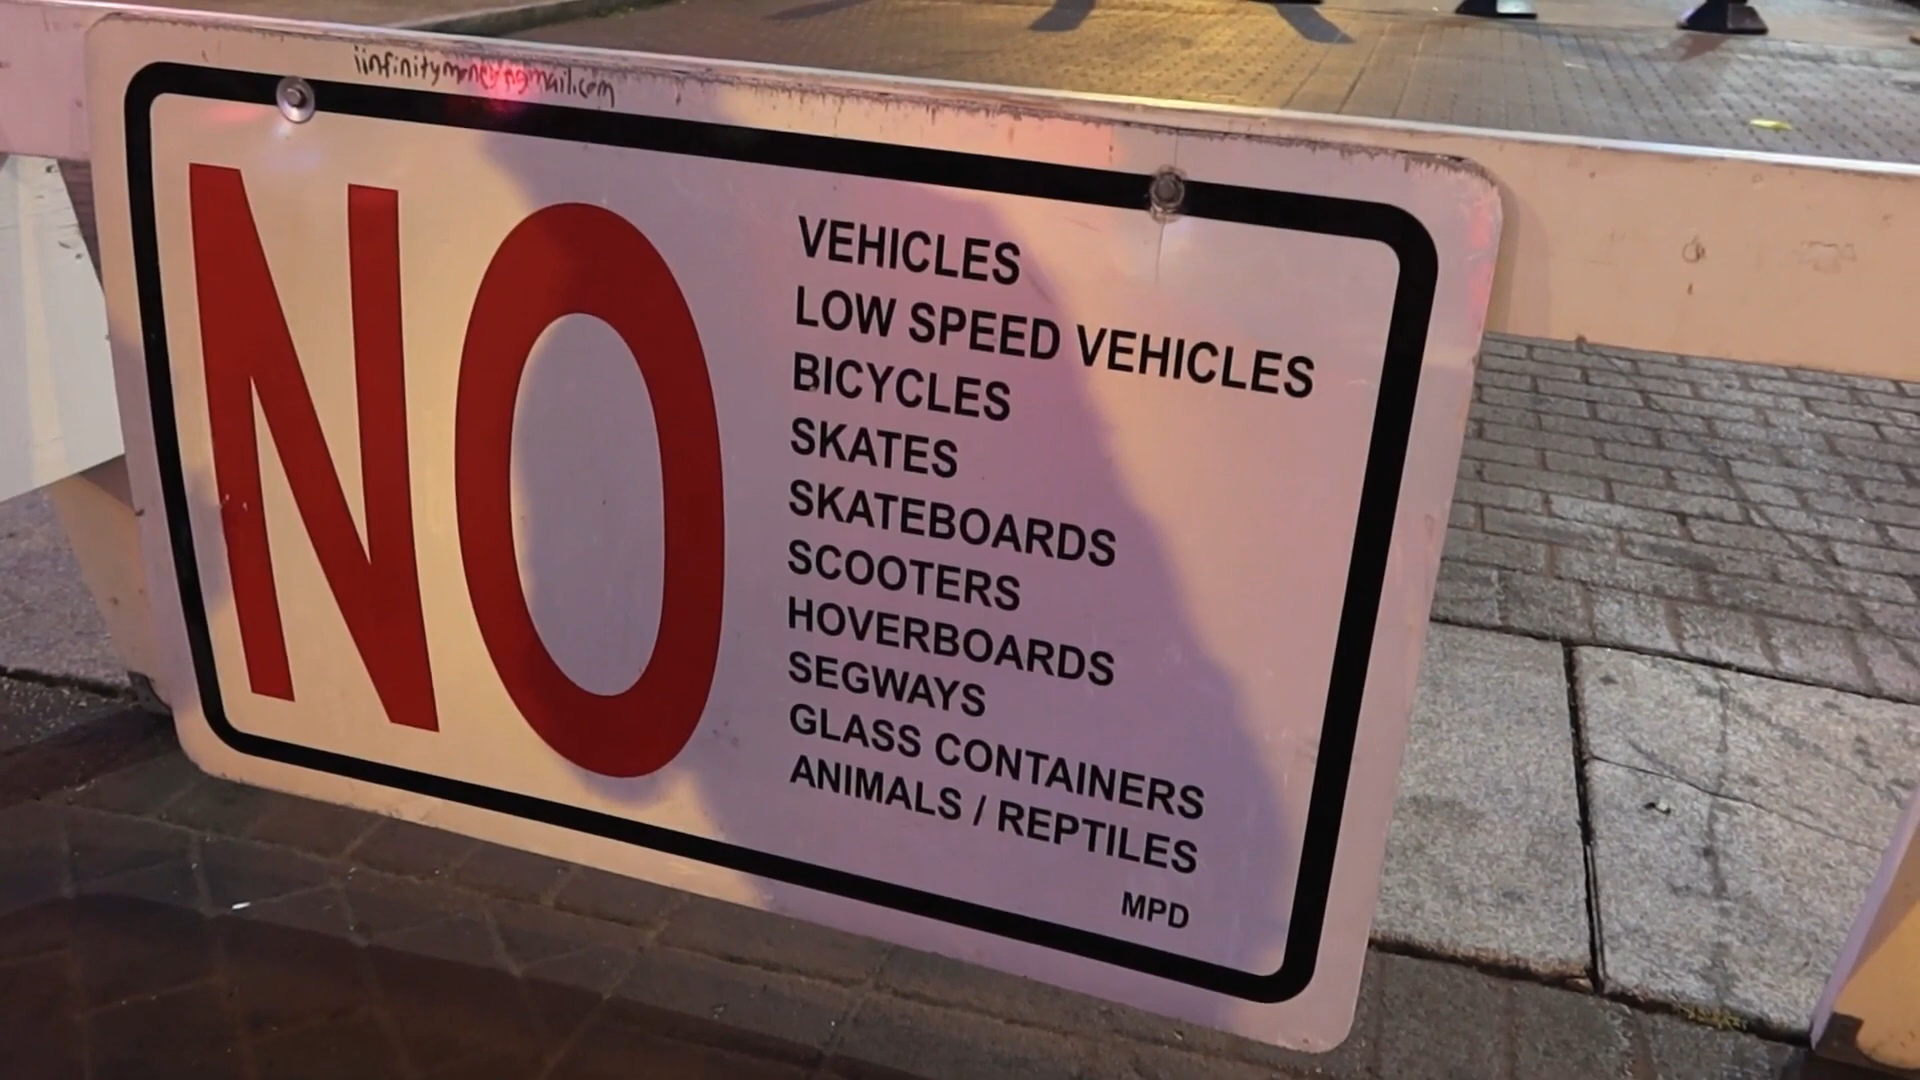 iinfinitymoney@gmail.com
NO
VEHICLES
LOW SPEED VEHICLES
BICYCLES
SKATES
SKATEBOARDS
SCOOTERS
HOVERBOARDS
SEGWAYS
GLASS CONTAINERS
ANIMALS / REPTILES
MPD